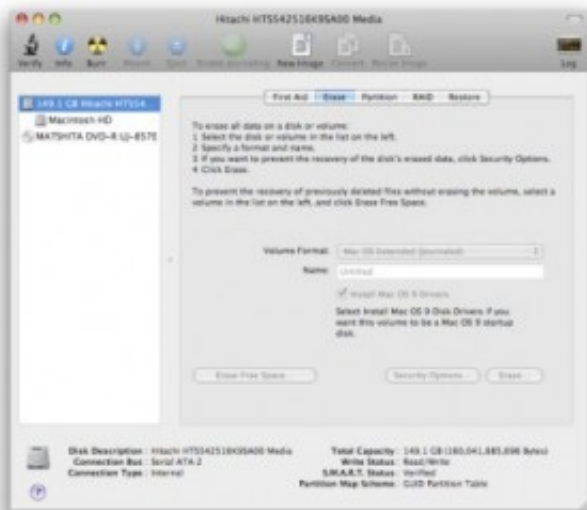 Hitachi HTS542516K9SA00 Media
Verify Info Burn Mount Eject Enable Journaling New Image Convert Resize Image Log
149.1 GB Hitachi HTS54...
Macintosh HD
MATSHITA DVD-R UJ-857E
First Aid Erase Partition RAID Restore
To erase all data on a disk or volume:
1 Select the disk or volume in the list on the left.
2 Specify a format and name.
3 If you want to prevent the recovery of the disk's erased data, click Security Options.
4 Click Erase.
To prevent the recovery of previously deleted files without erasing the volume, select a
volume in the list on the left, and click Erase Free Space.
Volume Format: Mac OS Extended (Journaled)
Name: Untitled
Install Mac OS 9 Drivers
Select Install Mac OS 9 Disk Drivers if you
want this volume to be a Mac OS 9 startup
disk.
Erase Free Space... Security Options... Erase...
Disk Description : Hitachi HTS542516K9SA00 Media Total Capacity : 149.1 GB (160,041,885,696 Bytes)
Connection Bus : Serial ATA 2 Write Status : Read/Write
Connection Type : Internal S.M.A.R.T. Status : Verified
Partition Map Scheme : GUID Partition Table
?